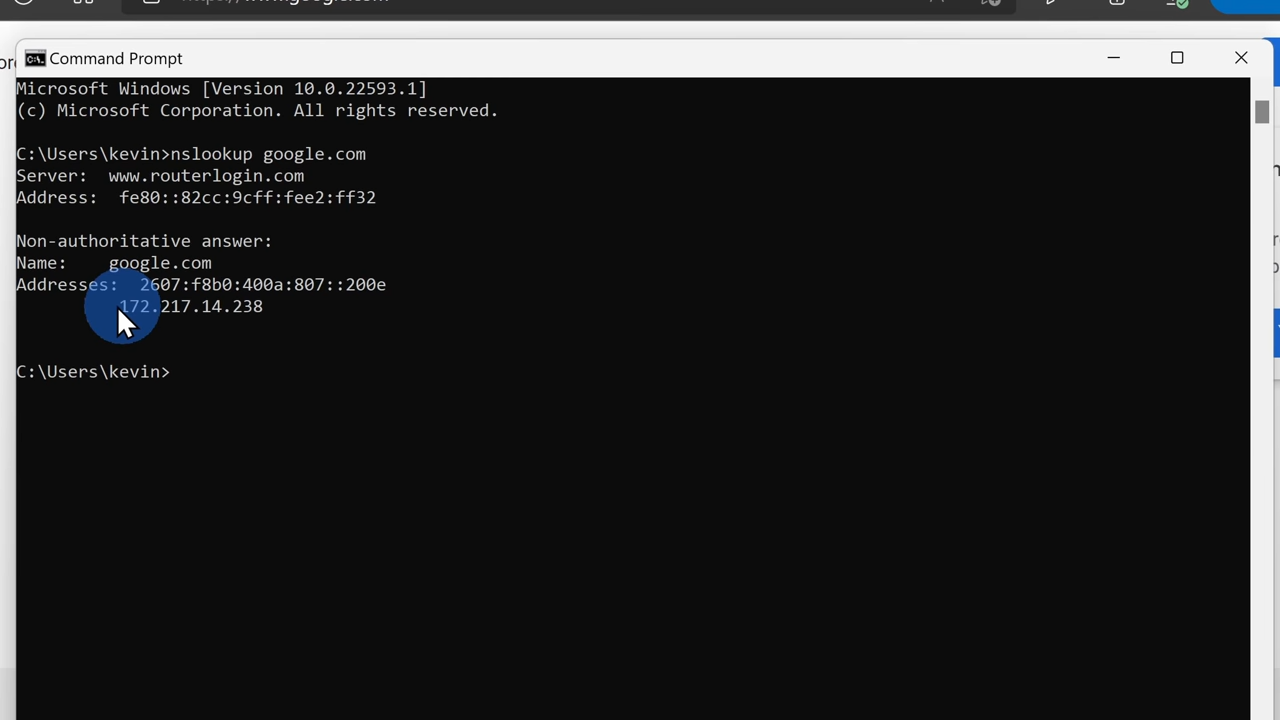 Command Prompt
Microsoft Windows [Version 10.0.22593.1]
(c) Microsoft Corporation. All rights reserved.
C:\Users\kevin>nslookup google.com
Server:  www.routerlogin.com
Address:  fe80::82cc:9cff:fee2:ff32
Non-authoritative answer:
Name:    google.com
Addresses:  2607:f8b0:400a:807::200e
172.217.14.238
C:\Users\kevin>